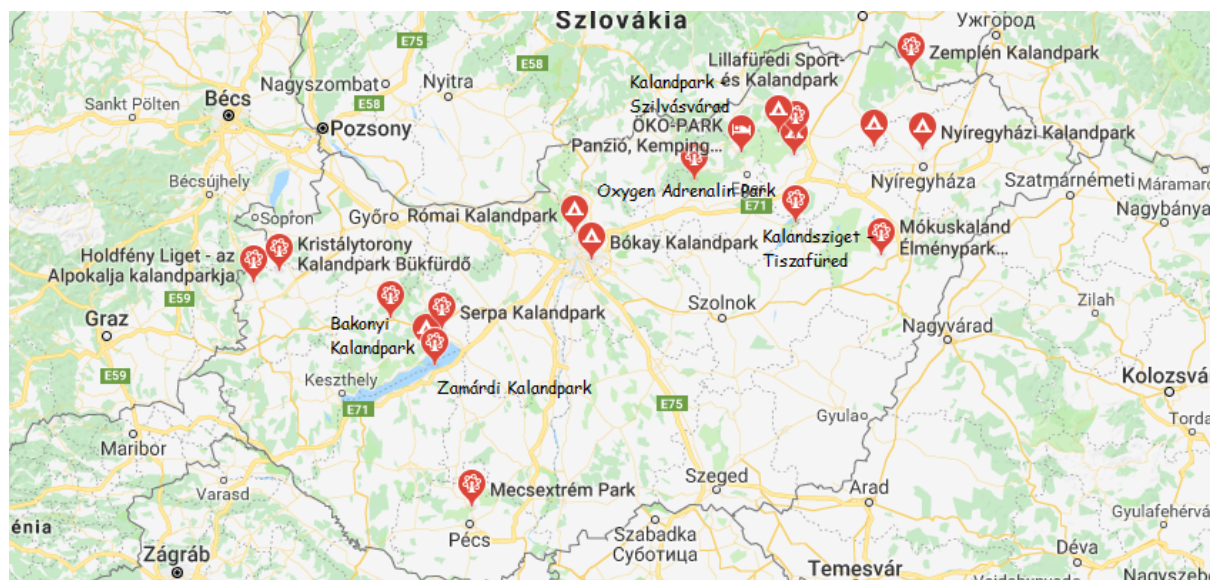 Szlovákia
Ужгород
Zemplén Kalandpark
E75
E58
Lillafüredi Sport-
és Kalandpark
Nagyszombat
Nyitra
Kalandpark -
Szilvásvárad
Sankt Pölten
Bécs
E58
Pozsony
ÖKO-PARK
Panzió, Kemping...
Nyíregyházi Kalandpark
Bécsújhely
Oxygen Adrenalin Park
Nyíregyháza
Szatmárnémeti
Máramaro
Sopron
Győr
Római Kalandpark
E71
Nagybánya
Holdfény Liget - az
Alpokalja kalandparkja
Kristálytorony
Kalandpark Bükfürdő
Bókay Kalandpark
Kalandsziget -
Tiszafüred
Mókuskaland
Élménypark...
E59
Graz
Bakonyi
Kalandpark
Serpa Kalandpark
Szolnok
Zilah
Nagyvárad
E59
Keszthely
Zamárdi Kalandpark
E71
E75
Kolozsvá
Gyula
Torda
Maribor
Varasd
Mecsextrém Park
Szeged
Arad
énia
Pécs
Szabadka
Суботица
Gyulafehérvá
Zágráb
Temesvár
Déva
Nagyszeb